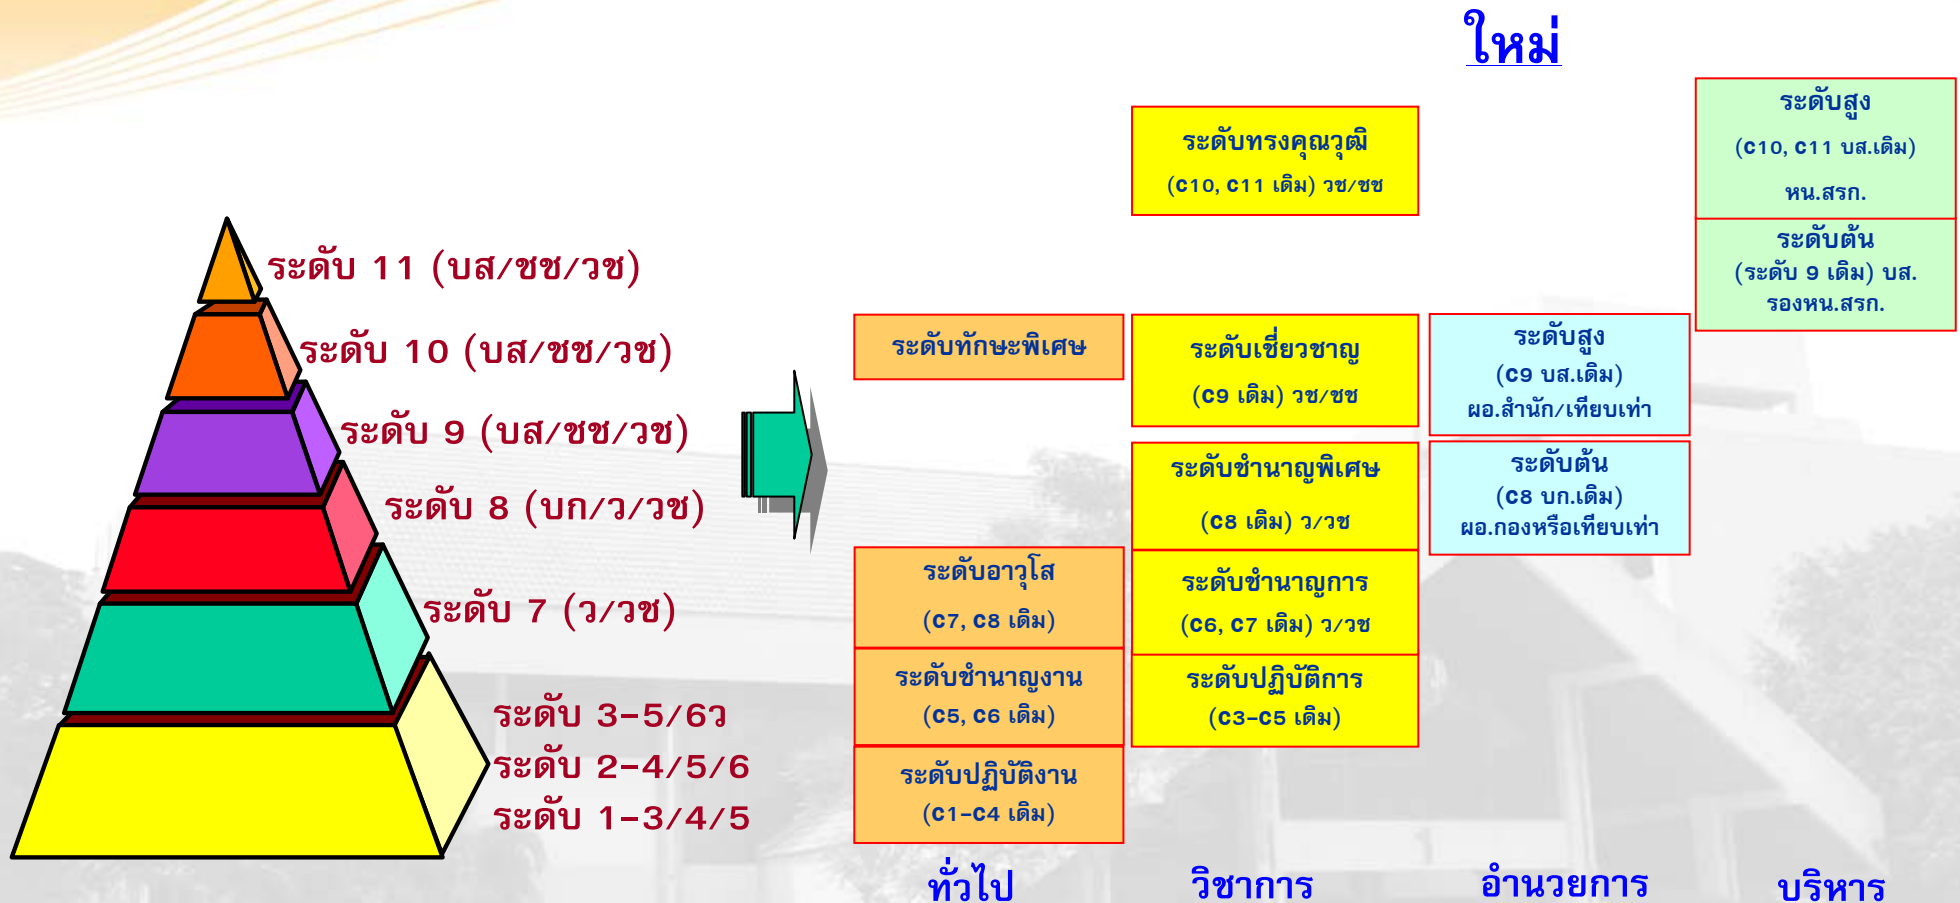 ใหม่
ระดับ 11 (บส/ชช/วช)
ระดับ 10 (บส/ชช/วช)
ระดับ 9 (บส/ชช/วช)
ระดับ 8 (บก/ว/วช)
ระดับ 7 (ว/วช)
ระดับ 3-5/6ว
ระดับ 2-4/5/6
ระดับ 1-3/4/5
ระดับทักษะพิเศษ
ระดับอาวุโส
(C7, C8 เดิม)
ระดับชำนาญงาน
(C5, C6 เดิม)
ระดับปฏิบัติงาน
(C1-C4 เดิม)
ทั่วไป
ระดับทรงคุณวุฒิ
(C10, C11 เดิม) วช/ชช
ระดับเชี่ยวชาญ
(C9 เดิม) วช/ชช
ระดับชำนาญพิเศษ
(C8 เดิม) ว/วช
ระดับชำนาญการ
(C6, C7 เดิม) ว/วช
ระดับปฏิบัติการ
(C3-C5 เดิม)
วิชาการ
ระดับสูง
(C9 บส.เดิม)
ผอ.สำนัก/เทียบเท่า
ระดับต้น
(C8 บก.เดิม)
ผอ.กองหรือเทียบเท่า
อำนวยการ
ระดับสูง
(C10, C11 บส.เดิม)
หน.สรก.
ระดับต้น
(ระดับ 9 เดิม) บส.
รองหน.สรก.
บริหาร